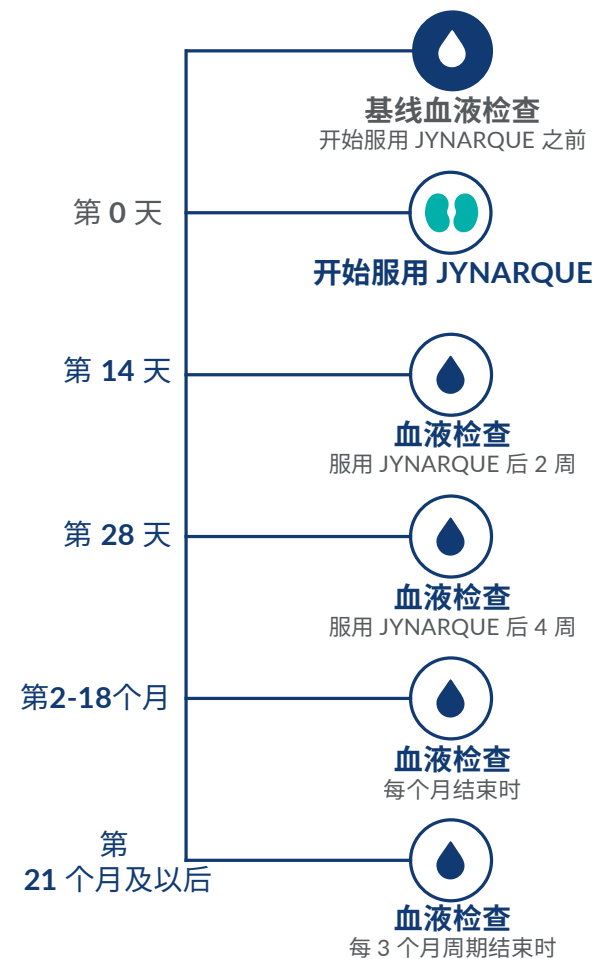 基线血液检查
开始服用 JYNARQUE 之前
第 0 天
开始服用 JYNARQUE
第 14 天
血液检查
服用 JYNARQUE 后 2 周
第 28 天
血液检查
服用 JYNARQUE 后 4 周
第2-18个月
血液检查
每个月结束时
第
21 个月及以后
血液检查
每 3 个月周期结束时